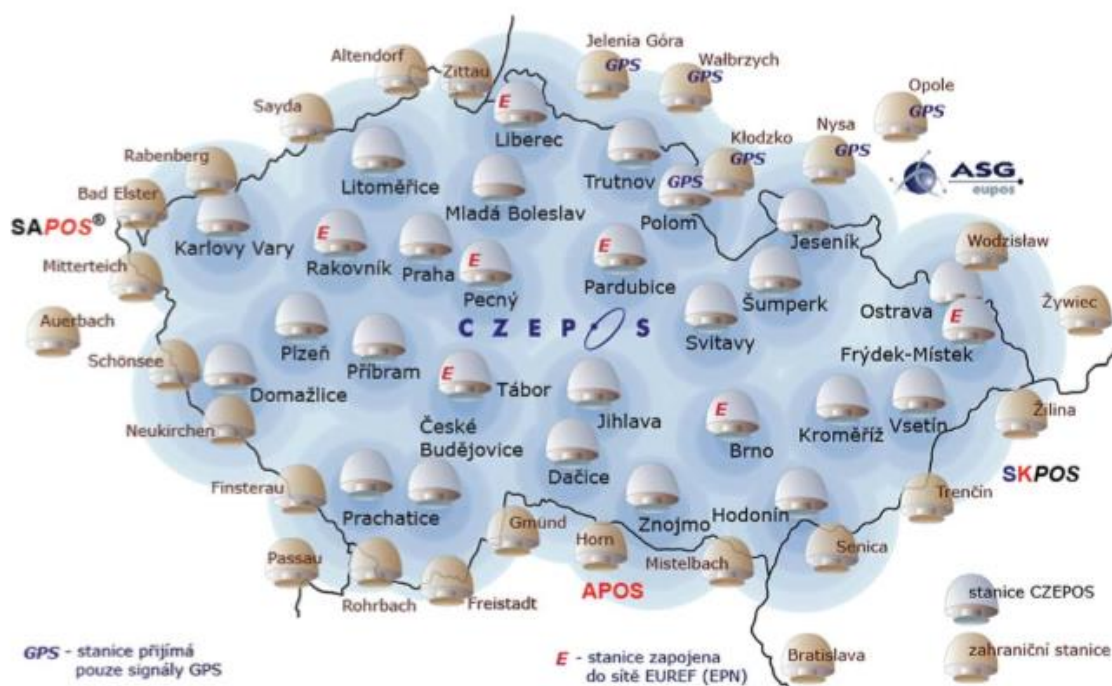 Altendorf
Zittau
Jelenia Góra
GPS
Wałbrzych
GPS
Opole
GPS
Sayda
E
Liberec
Kłodzko
GPS
Nysa
GPS
Rabenberg
Litoměřice
Trutnov
GPS
ASG
eupos
Bad Elster
Mladá Boleslav
Polom
Jeseník
SAPOS®
Karlovy Vary
E
Rakovník
Praha
E
Pecný
E
Pardubice
Wodzisław
Mitterteich
Šumperk
Ostrava
Żywiec
Auerbach
CZEPOS
Svitavy
E
Frýdek-Místek
Schönsee
Plzeň
Příbram
E
Tábor
Domažlice
Jihlava
České
Budějovice
E
Brno
Kroměříž
Vsetín
Žilina
Neukirchen
Dačice
SKPOS
Finsterau
Prachatice
Gmünd
Znojmo
Hodonín
Trenčín
Passau
Horn
Mistelbach
Senica
Rohrbach
Freistadt
APOS
stanice CZEPOS
GPS - stanice přijímá
pouze signály GPS
E - stanice zapojena
do sítě EUREF (EPN)
Bratislava
zahraniční stanice